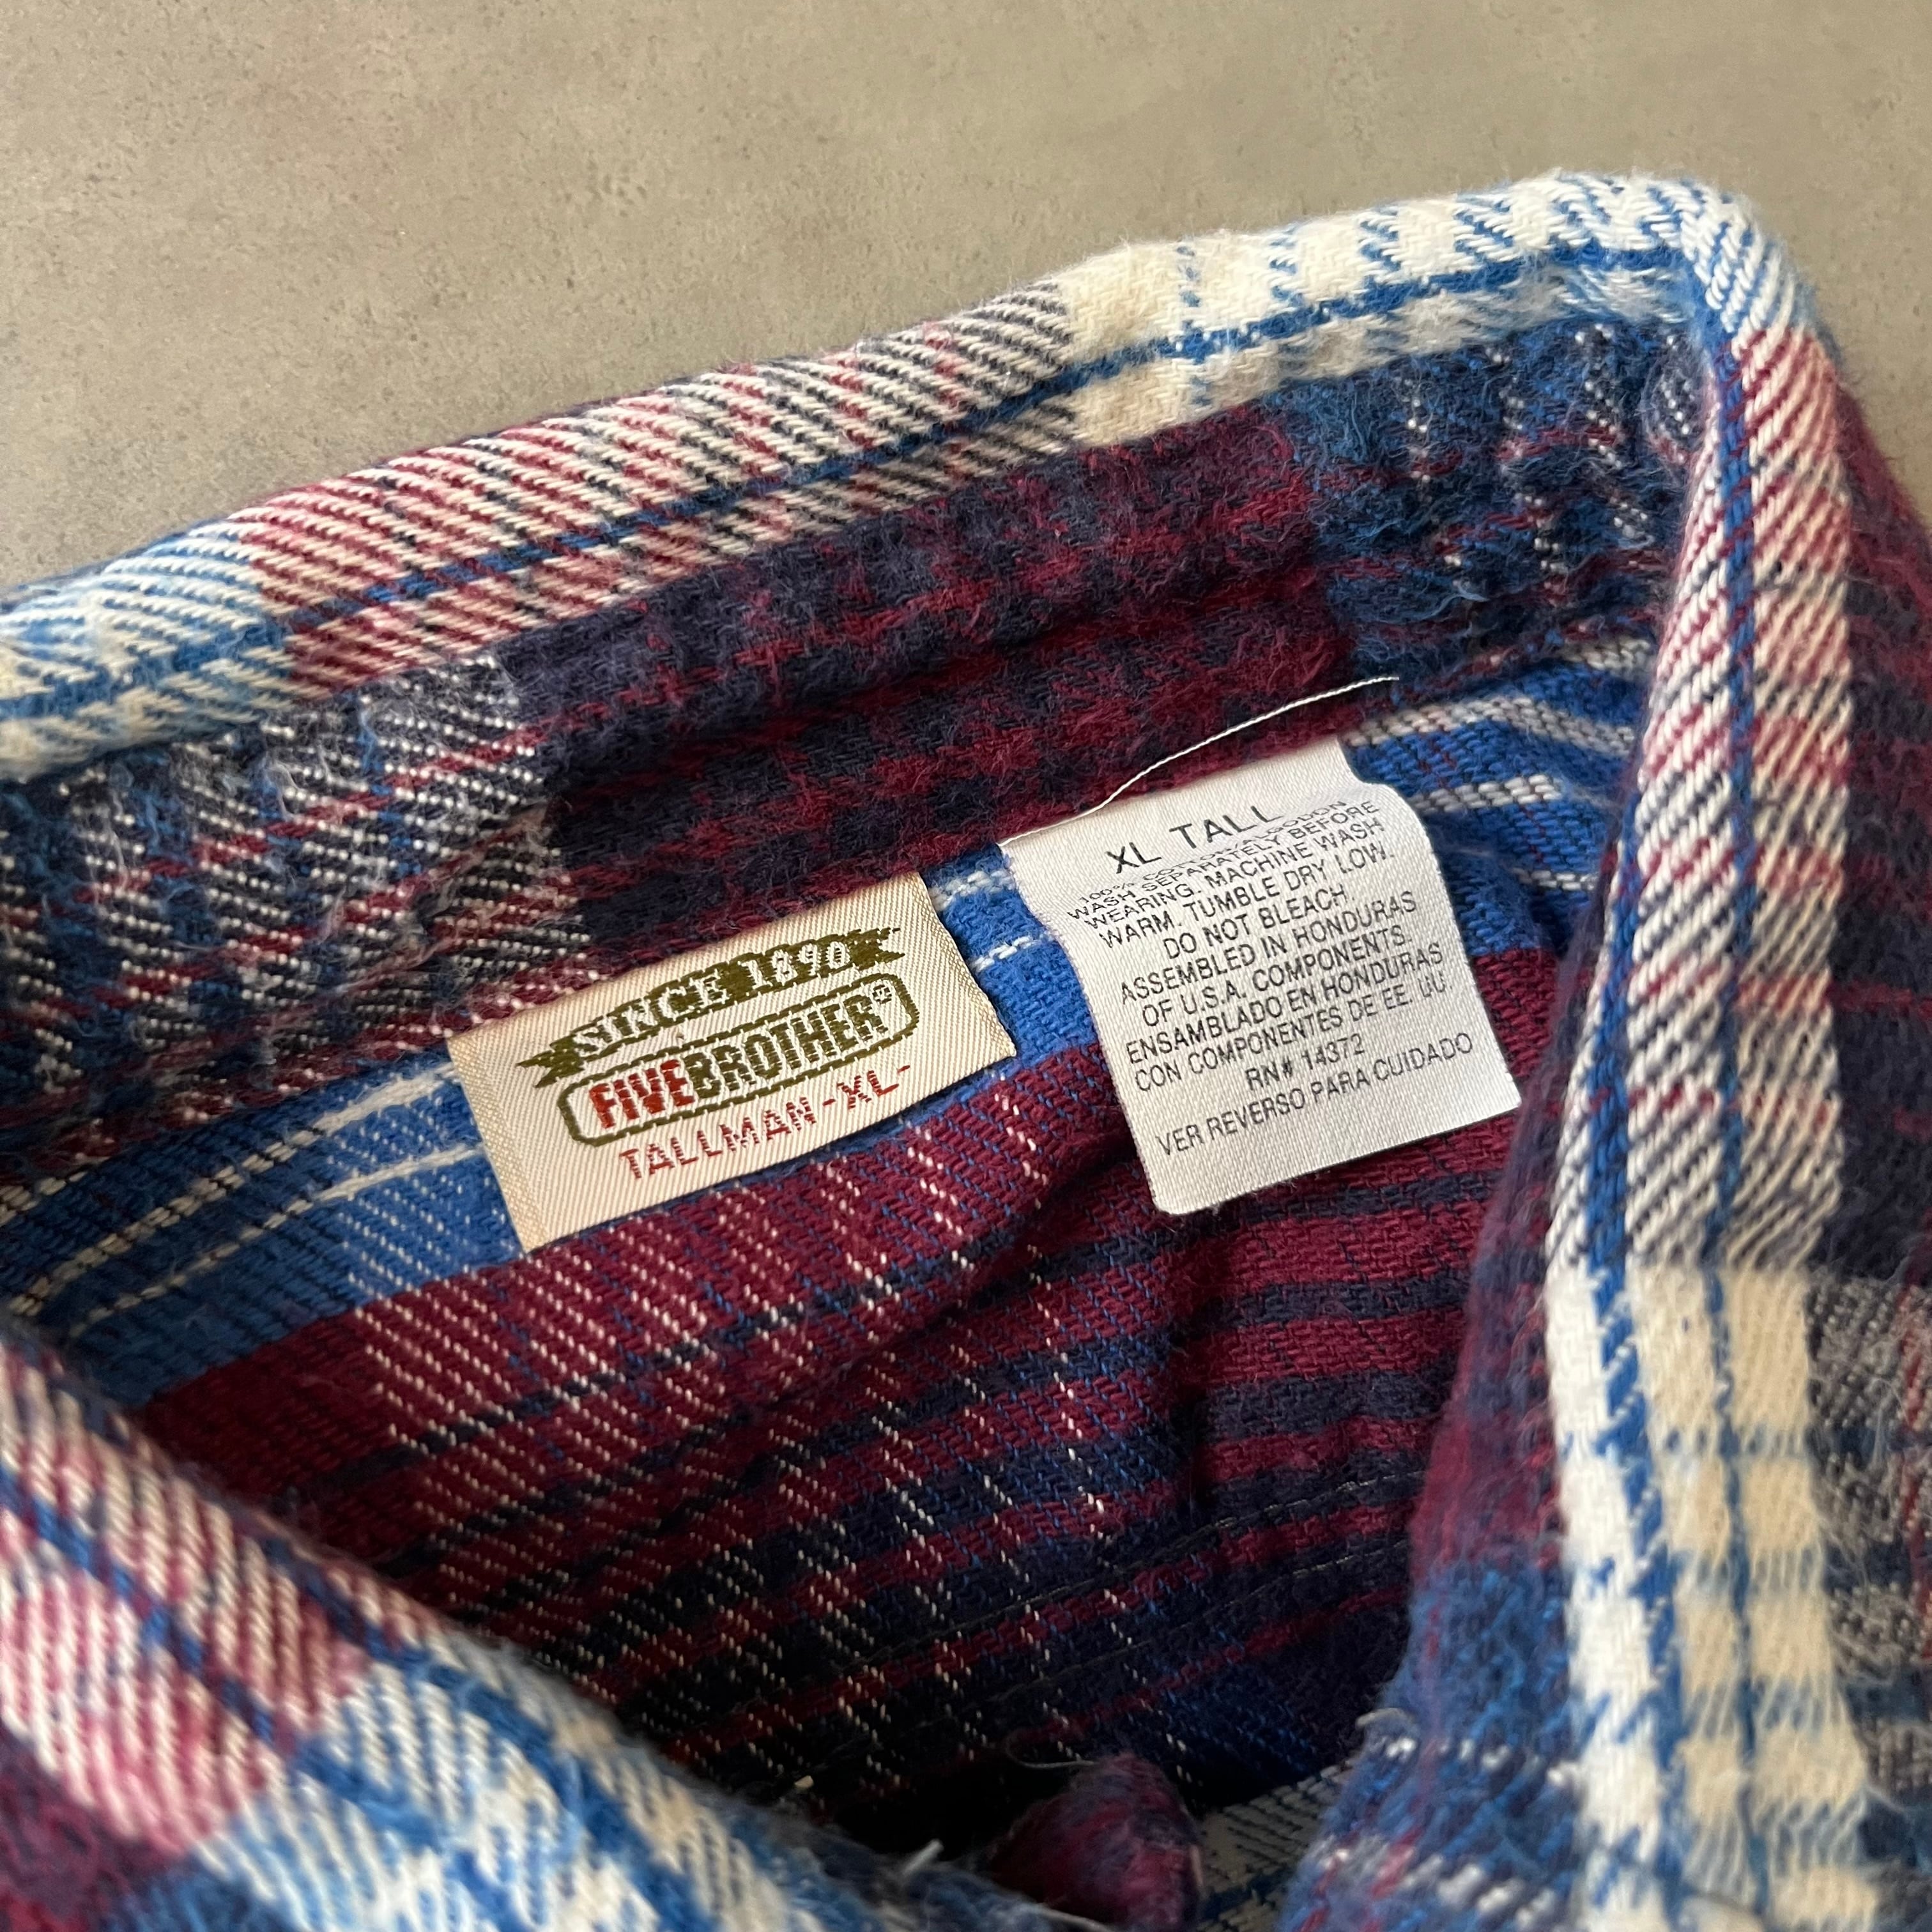 SINCE 1890
FIVEBROTHER®
TALLMAN-XL-
XL TALL
100% COTTON/ALGODON
WASH SEPARATELY BEFORE
WEARING. MACHINE WASH
WARM. TUMBLE DRY LOW.
DO NOT BLEACH.
ASSEMBLED IN HONDURAS
OF U.S.A. COMPONENTS.
ENSAMBLADO EN HONDURAS
CON COMPONENTES DE EE. UU.
RN# 14372
VER REVERSO PARA CUIDADO